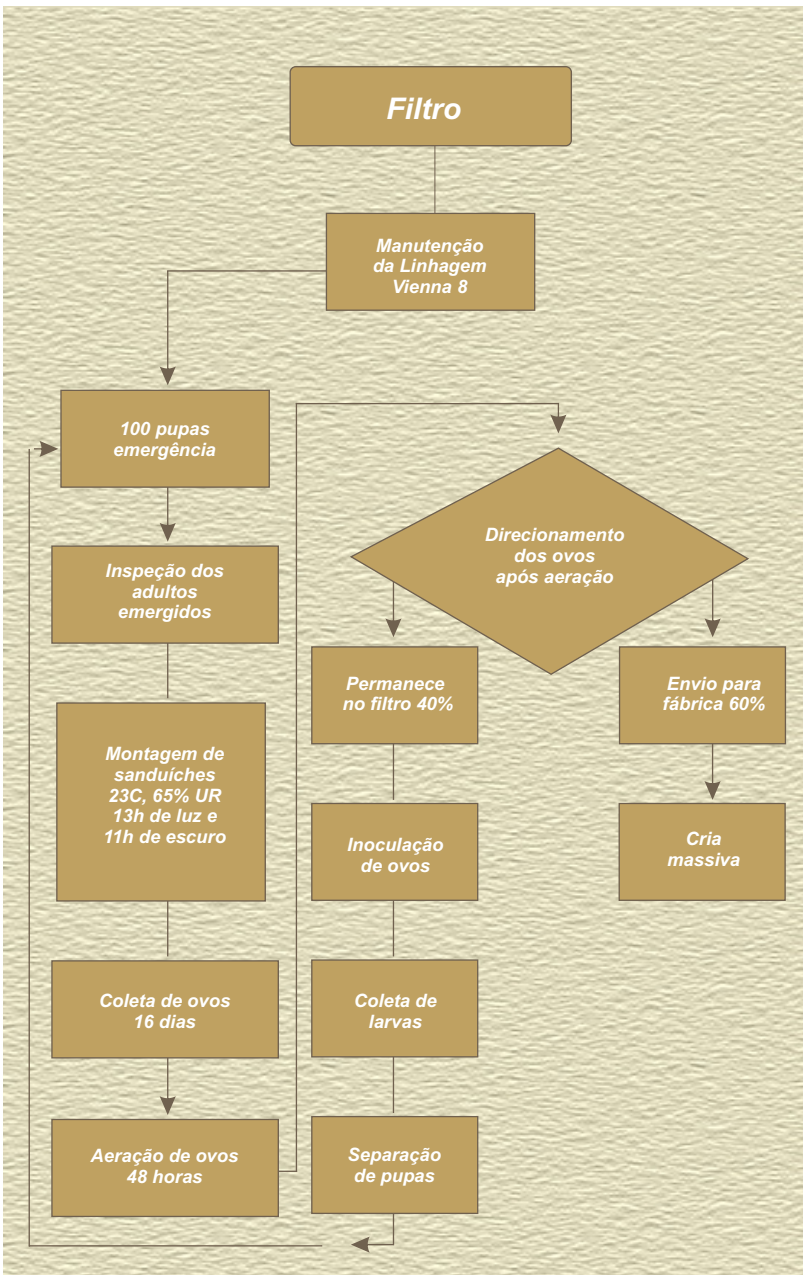 Filtro
Manutenção
da Linhagem
Vienna 8
100 pupas
emergência
Inspeção dos
adultos
emergidos
Montagem de
sanduíches
23C, 65% UR
13h de luz e
11h de escuro
Coleta de ovos
16 dias
Aeração de ovos
48 horas
Direcionamento
dos ovos
após aeração
Permanece
no filtro 40%
Inoculação
de ovos
Coleta de
larvas
Separação
de pupas
Envio para
fábrica 60%
Cria
massiva